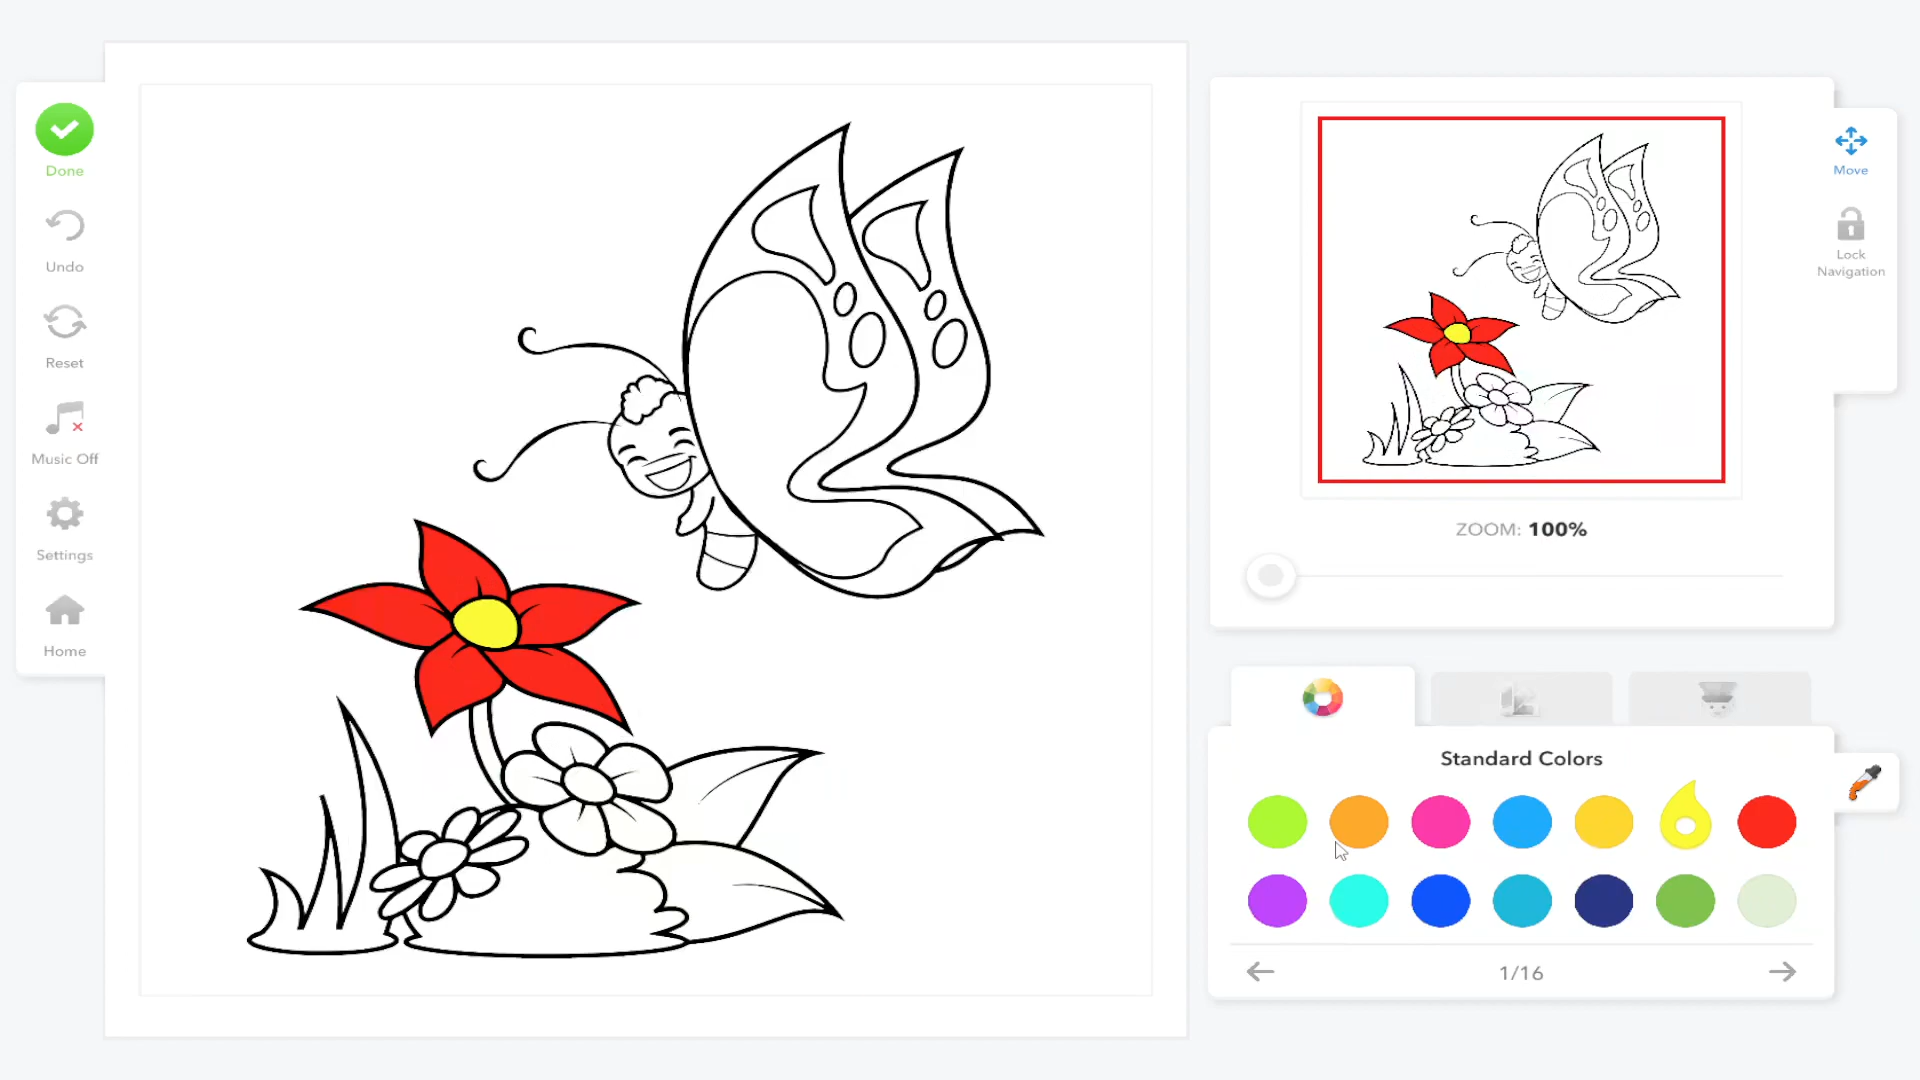 Done
Undo
Reset
Music Off
Settings
Home
Move
Lock
Navigation
ZOOM: 100%
Standard Colors
1/16